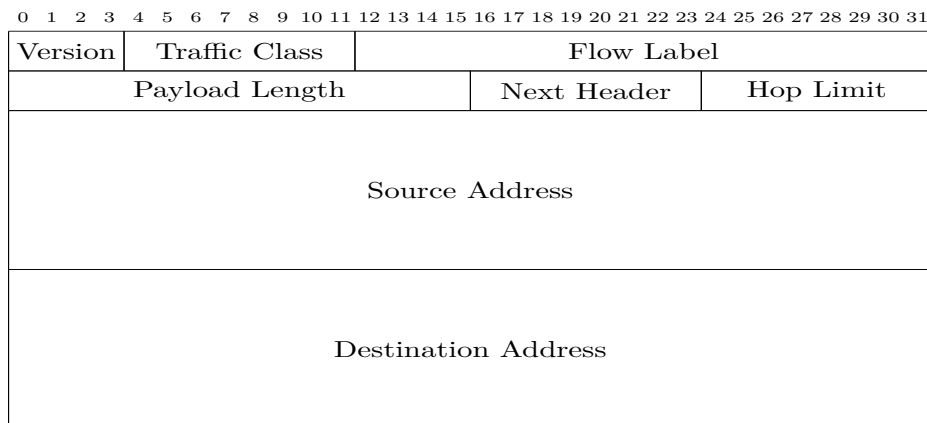 0 1 2 3 4 5 6 7 8 9 10 11 12 13 14 15 16 17 18 19 20 21 22 23 24 25 26 27 28 29 30 31
Version Traffic Class Flow Label
Payload Length Next Header Hop Limit
Source Address
Destination Address